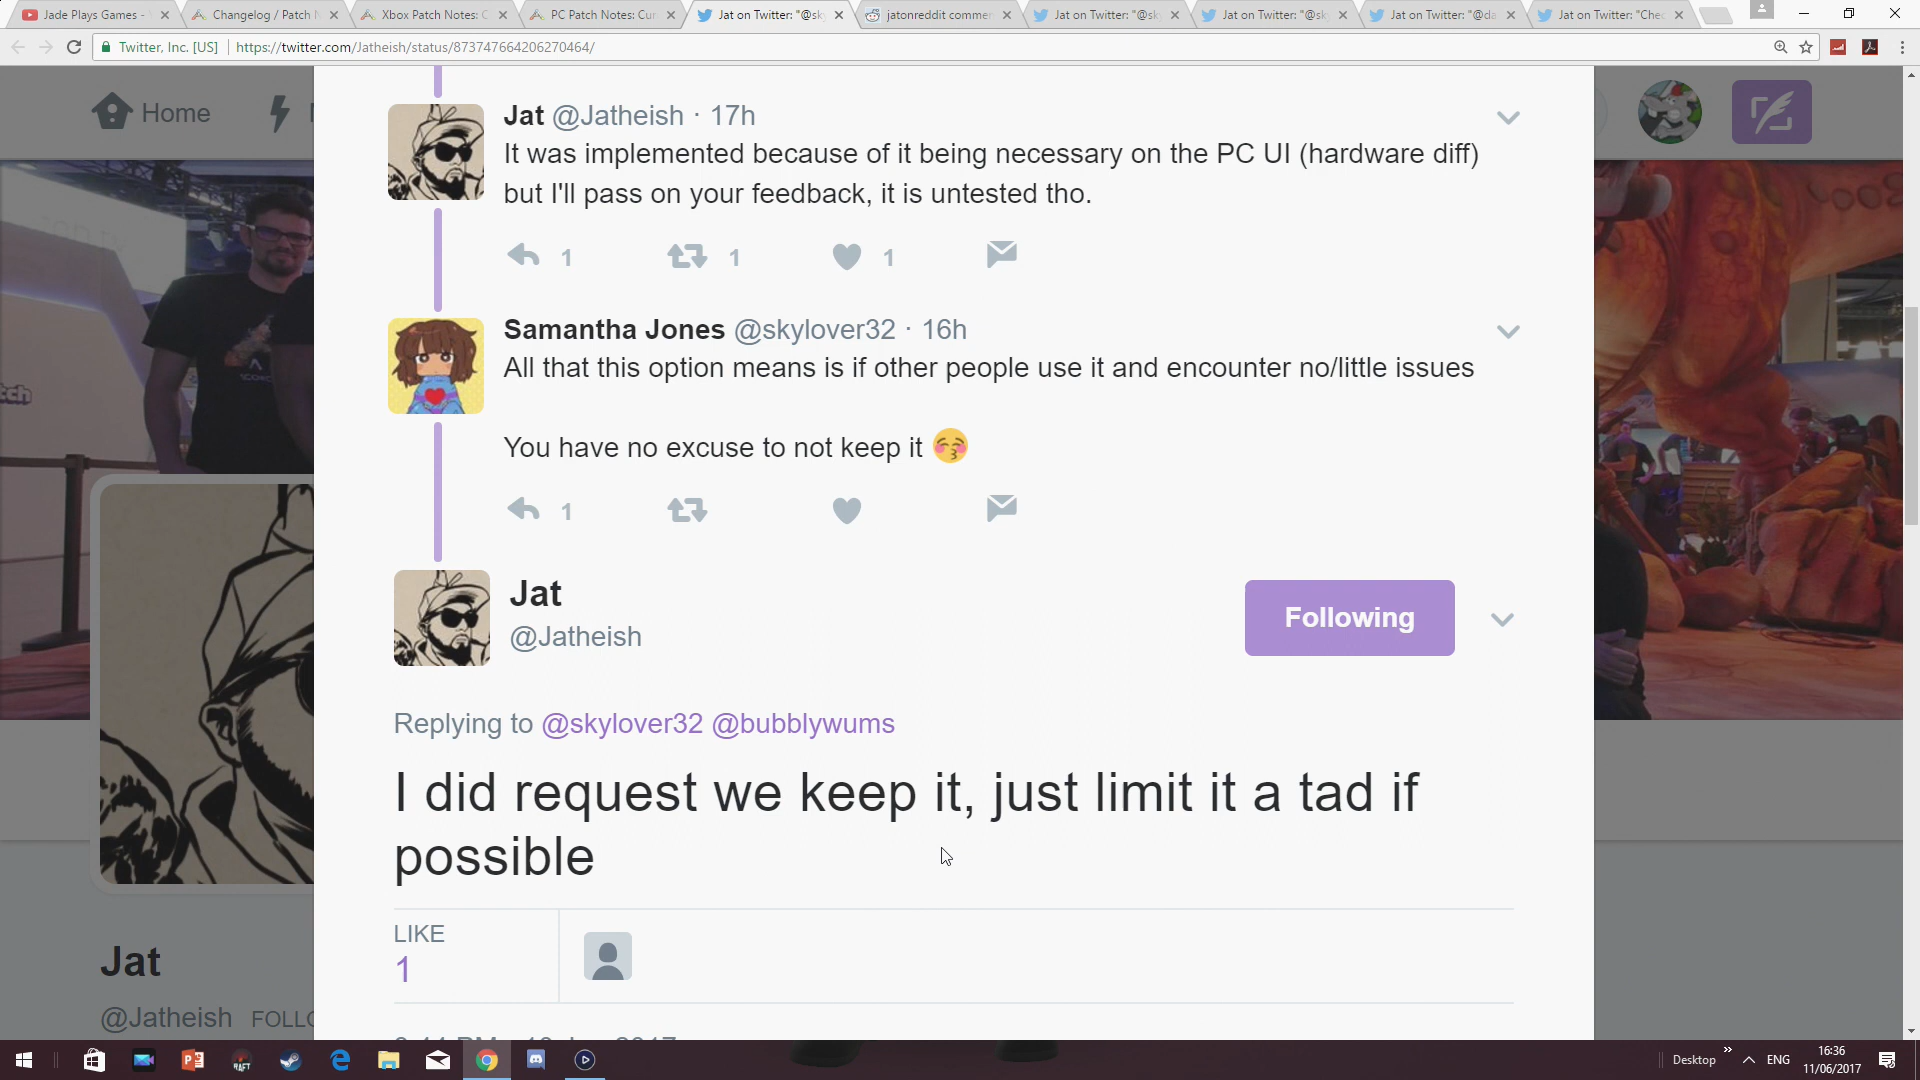 Jade Plays Games -
Changelog / Patch
Xbox Patch Notes: C
PC Patch Notes: Cur
Jat on Twitter: "@sk
jatonreddit commen
Jat on Twitter: "@sk
Jat on Twitter: "@sk
Jat on Twitter: "@da
Jat on Twitter: "Chec
Twitter, Inc. [US]
https://twitter.com/Jatheish/status/873747664206270464/
Home
Jat @Jatheish · 17h
It was implemented because of it being necessary on the PC UI (hardware diff)
but I'll pass on your feedback, it is untested tho.
1 1 1
Samantha Jones @skylover32 · 16h
All that this option means is if other people use it and encounter no/little issues
You have no excuse to not keep it 😚
1
Jat
@Jatheish
Following
Replying to @skylover32 @bubblywums
I did request we keep it, just limit it a tad if
possible
LIKE
1
Jat
@Jatheish FOLLO
Desktop
ENG
16:36
11/06/2017